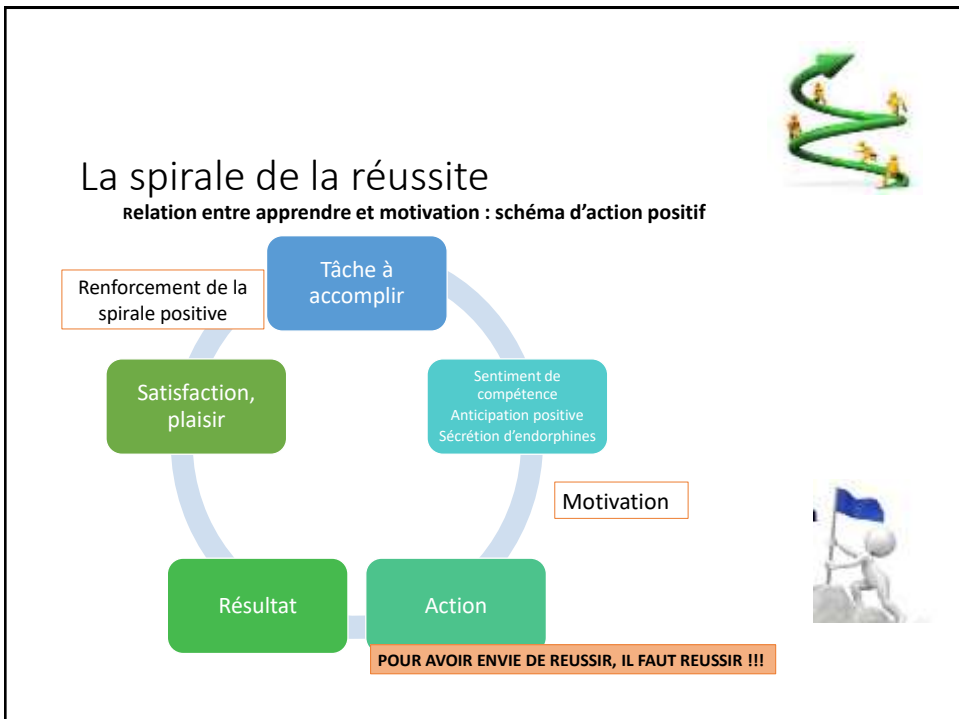 La spirale de la réussite
Relation entre apprendre et motivation : schéma d'action positif
Tâche à
accomplir
Renforcement de la
spirale positive
Sentiment de
compétence
Anticipation positive
Sécrétion d'endorphines
Satisfaction,
plaisir
Motivation
Résultat
Action
POUR AVOIR ENVIE DE REUSSIR, IL FAUT REUSSIR !!!